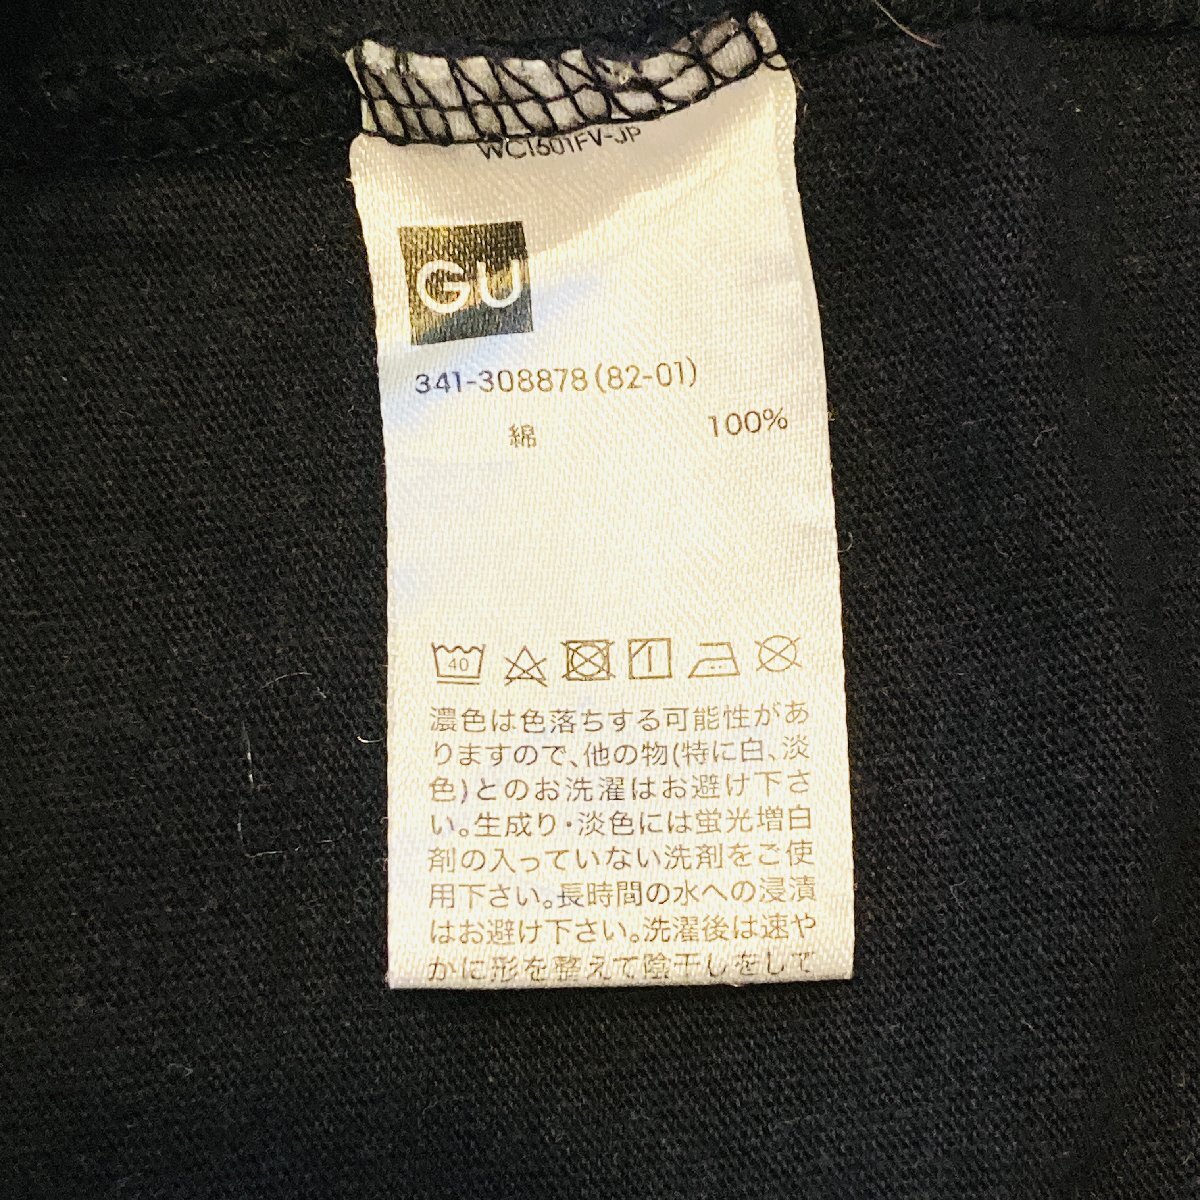 WC1601FV-JP
GU
341-308878(82-01)
綿 100%
40
濃色は色落ちする可能性があ
りますので、他の物(特に白、淡
色)とのお洗濯はお避け下さ
い。生成り・淡色には蛍光増白
剤の入っていない洗剤をご使
用下さい。長時間の水への浸漬
はお避け下さい。洗濯後は速や
かに形を整えて陰干しをして